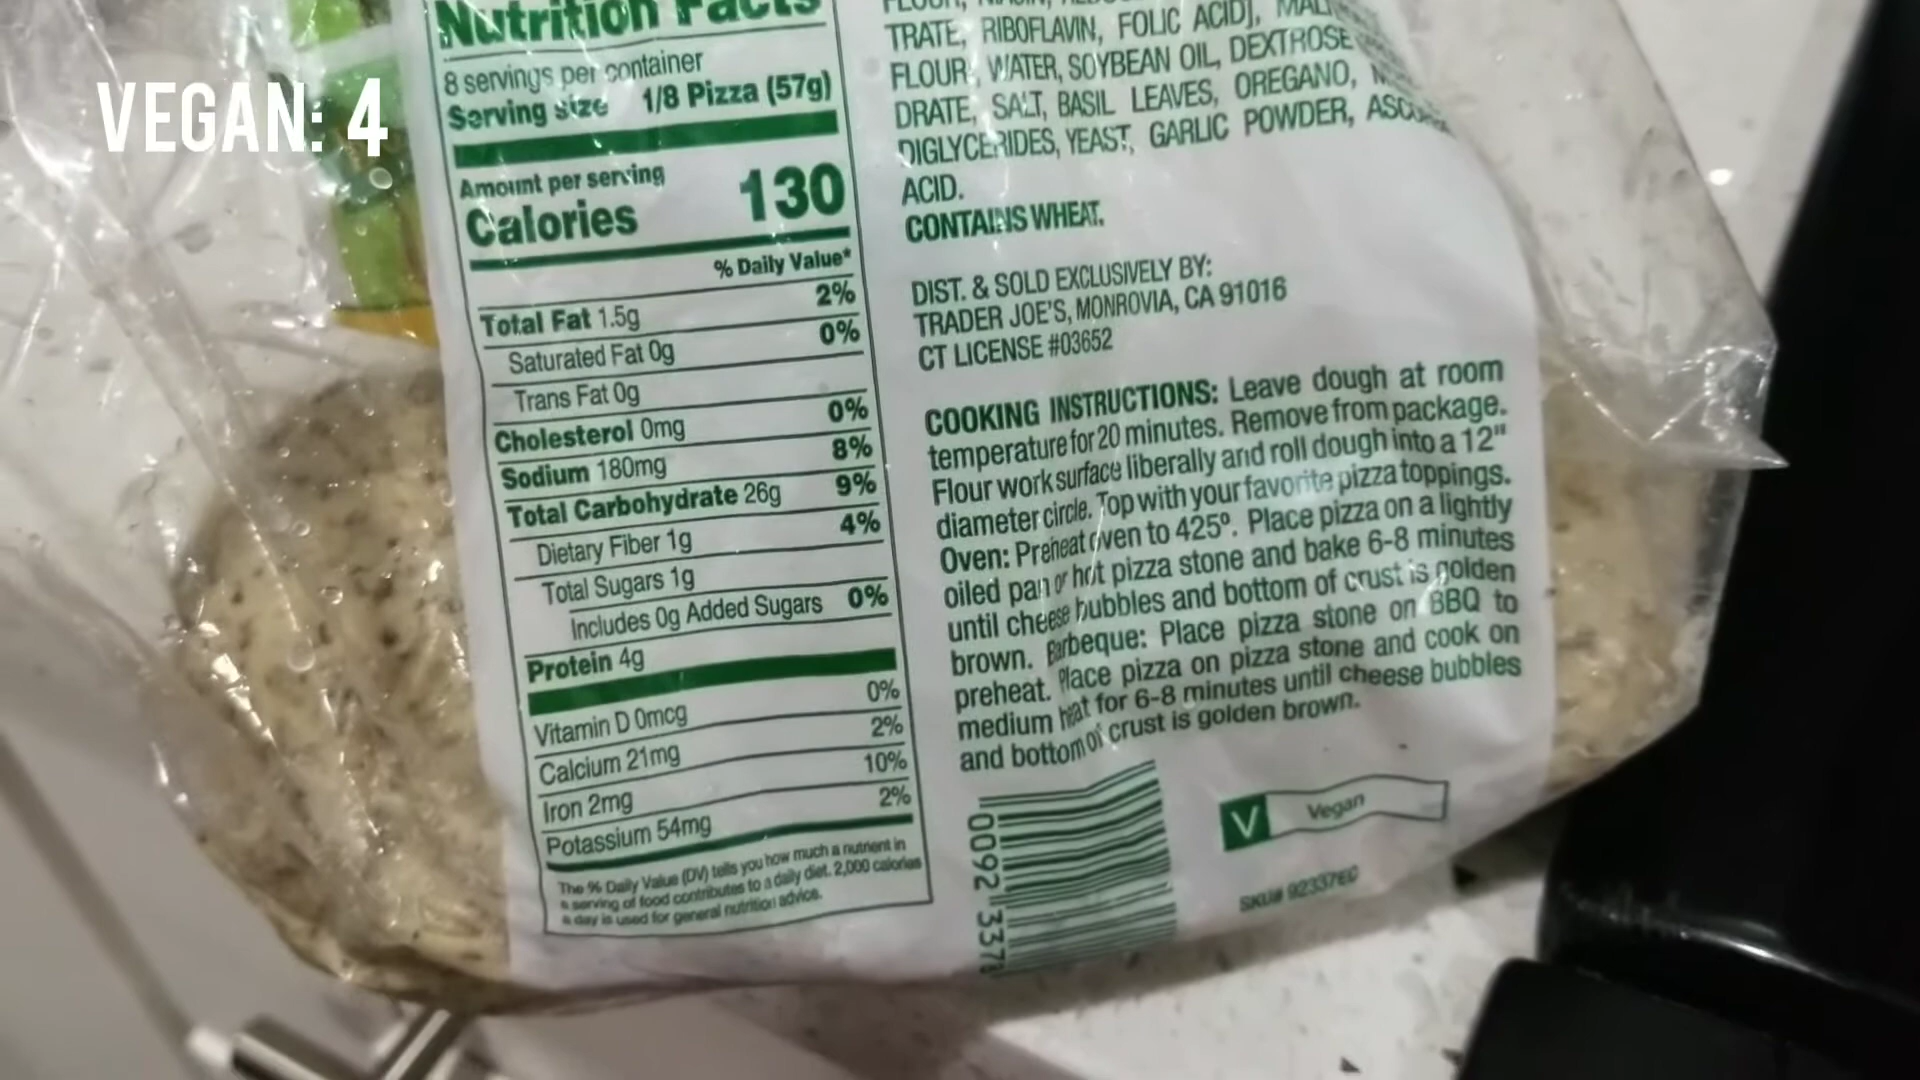 VEGAN: 4
Nutrition Facts
8 servings per container
Serving size 1/8 Pizza (57g)
Amount per serving
Calories 130
% Daily Value*
Total Fat 1.5g 2%
Saturated Fat 0g 0%
Trans Fat 0g
Cholesterol 0mg 0%
Sodium 180mg 8%
Total Carbohydrate 26g 9%
Dietary Fiber 1g 4%
Total Sugars 1g
Includes 0g Added Sugars 0%
Protein 4g
Vitamin D 0mcg 0%
Calcium 21mg 2%
Iron 2mg 10%
Potassium 54mg 2%
The % Daily Value (DV) tells you how much a nutrient in
a serving of food contributes to a daily diet. 2,000 calories
a day is used for general nutrition advice.
TRATE, RIBOFLAVIN, FOLIC ACID],
FLOUR, WATER, SOYBEAN OIL, DEXTROSE
DRATE, SALT, BASIL LEAVES, OREGANO,
DIGLYCERIDES, YEAST, GARLIC POWDER,
ACID.
CONTAINS WHEAT.
DIST. & SOLD EXCLUSIVELY BY:
TRADER JOE'S, MONROVIA, CA 91016
CT LICENSE #03652
COOKING INSTRUCTIONS: Leave dough at room
temperature for 20 minutes. Remove from package.
Flour work surface liberally and roll dough into a 12"
diameter circle. Top with your favorite pizza toppings.
Oven: Preheat oven to 425°. Place pizza on a lightly
oiled pan or hot pizza stone and bake 6-8 minutes
until cheese bubbles and bottom of crust is golden
brown. Barbeque: Place pizza stone on BBQ to
preheat. Place pizza on pizza stone and cook on
medium heat for 6-8 minutes until cheese bubbles
and bottom of crust is golden brown.
0092 3378
V Vegan
SKU# 92337EC